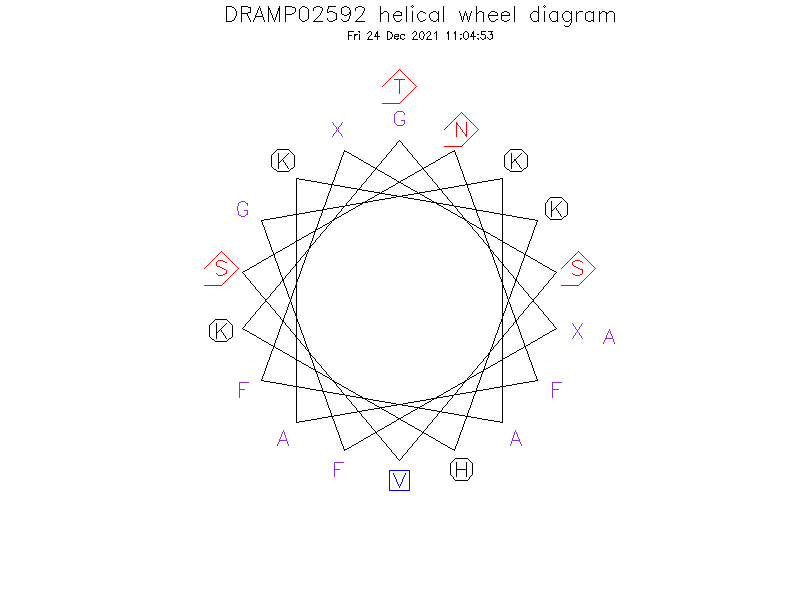 DRAMP02592 helical wheel diagram
Fri 24 Dec 2021 11:04:53
T
G
X N
K K
G K
S S
K X A
F F
A A
F H
V